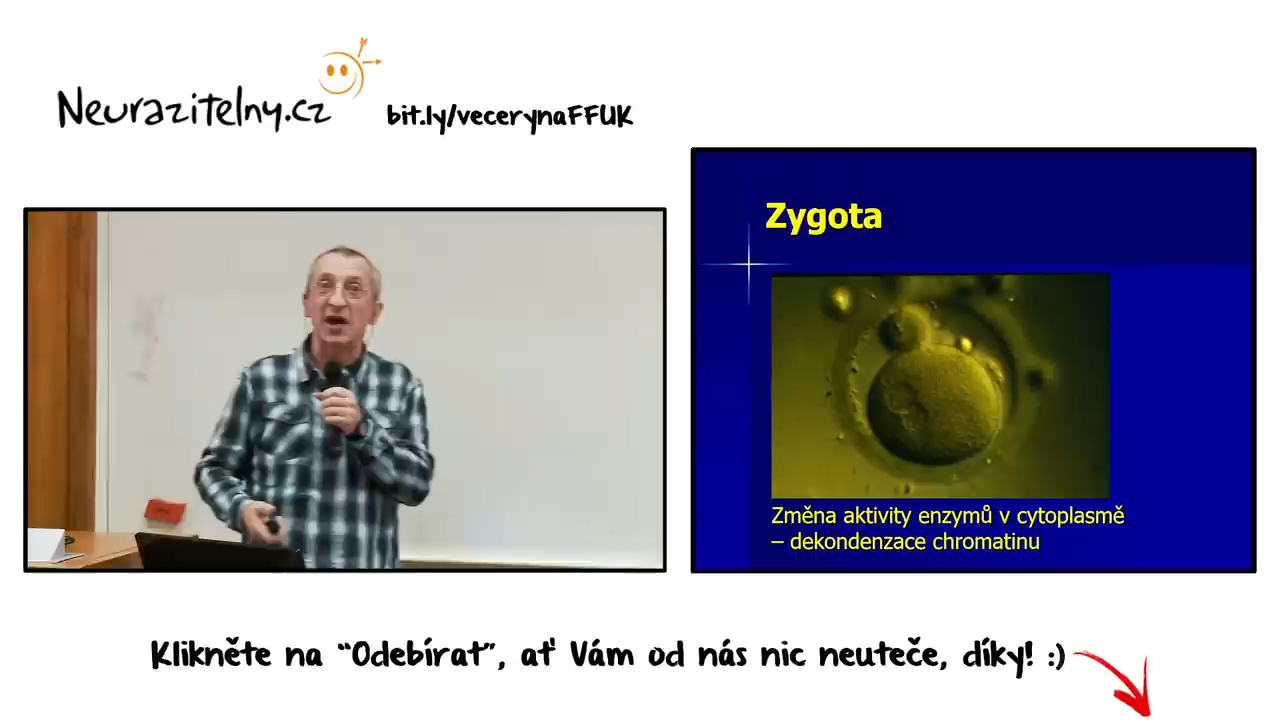 Neurazitelny.cz
bit.ly/vecerynaFFUK
Zygota
Změna aktivity enzymů v cytoplasmě
– dekondenzace chromatinu
Klikněte na “Odebírat”, ať Vám od nás nic neuteče, díky! :)